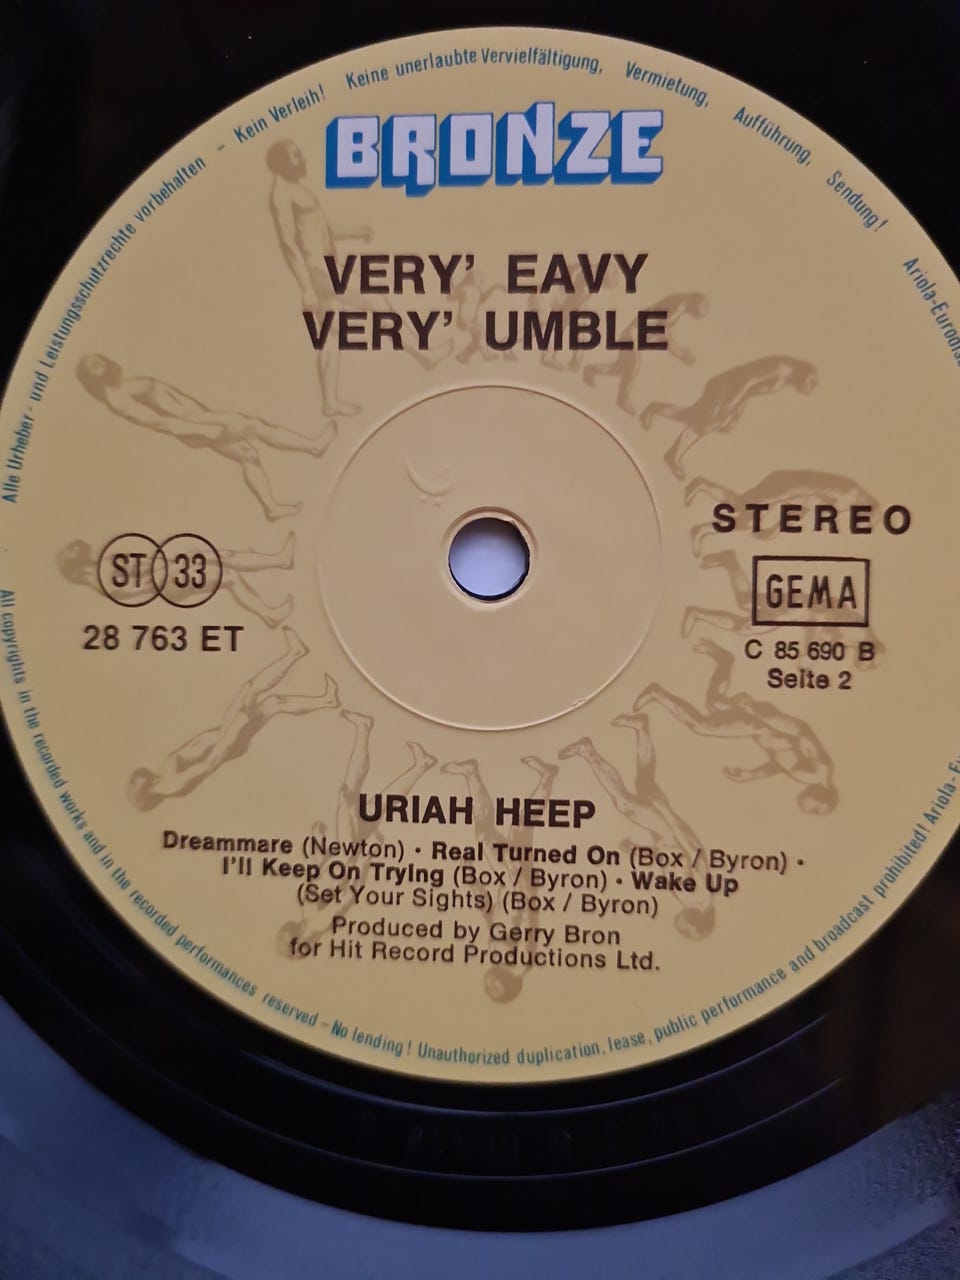 Alle Urheber- und Leistungsschutzrechte vorbehalten – Kein Verleih! Keine unerlaubte Vervielfältigung, Vermietung, Aufführung, Sendung! Ariola-Eurodisc
BRONZE
VERY' EAVY
VERY' UMBLE
STEREO
ST 33
GEMA
28 763 ET
C 85 690 B
Seite 2
URIAH HEEP
Dreammare (Newton) • Real Turned On (Box / Byron) •
I'll Keep On Trying (Box / Byron) • Wake Up
(Set Your Sights) (Box / Byron)
Produced by Gerry Bron
for Hit Record Productions Ltd.
All copyrights in the recorded works and in the recorded performances reserved – No lending! Unauthorized duplication, lease, public performance and broadcast prohibited! Ariola-